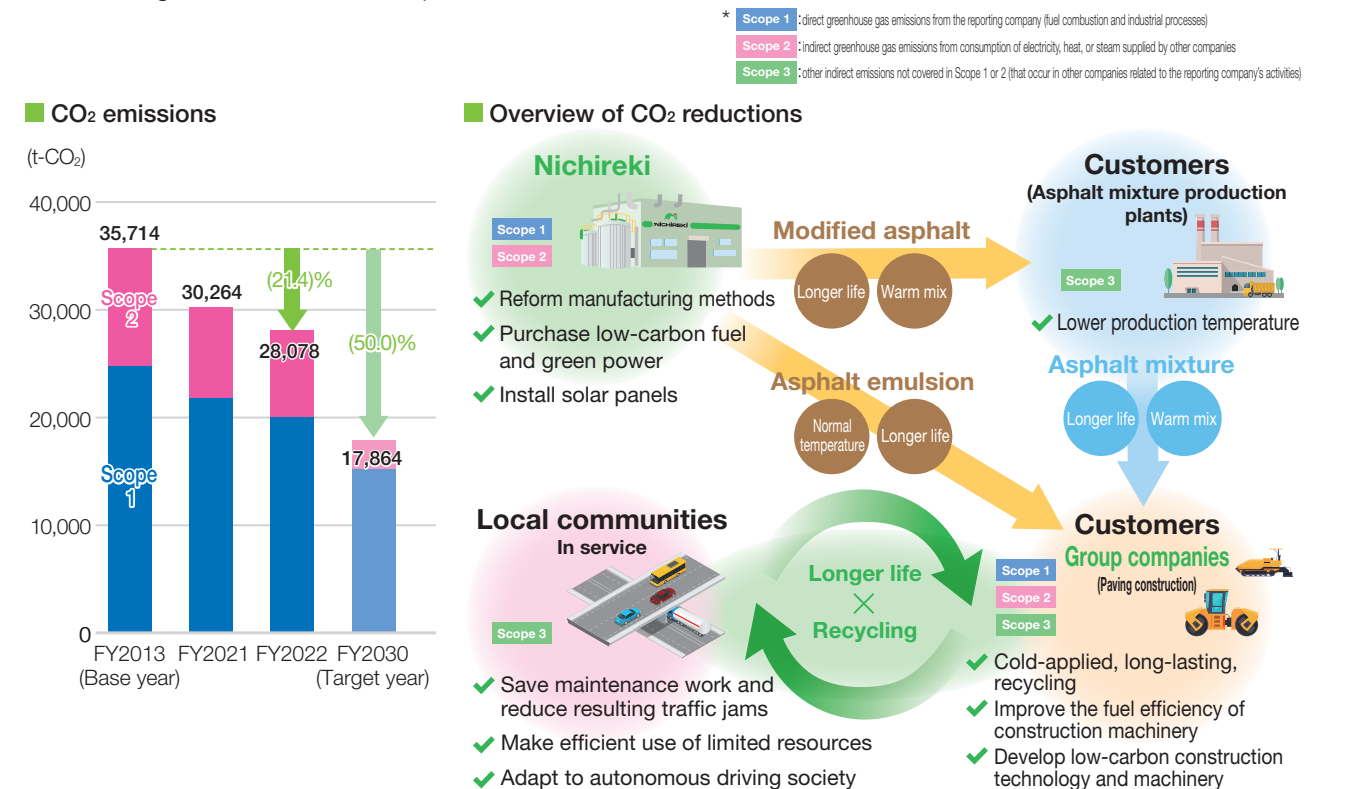 * Scope 1 : direct greenhouse gas emissions from the reporting company (fuel combustion and industrial processes)
Scope 2 : indirect greenhouse gas emissions from consumption of electricity, heat, or steam supplied by other companies
Scope 3 : other indirect emissions not covered in Scope 1 or 2 (that occur in other companies related to the reporting company's activities)
CO2 emissions
(t-CO2)
40,000
30,000
20,000
10,000
0
35,714
30,264
28,078
17,864
(21.4)%
(50.0)%
Scope
2
Scope
1
FY2013
(Base year)
FY2021
FY2022
FY2030
(Target year)
Overview of CO2 reductions
Nichireki
NICHIREKI
Scope 1
Scope 2
Reform manufacturing methods
Purchase low-carbon fuel
and green power
Install solar panels
Modified asphalt
Longer life
Warm mix
Customers
(Asphalt mixture production
plants)
Scope 3
Lower production temperature
Asphalt emulsion
Normal
temperature
Longer life
Asphalt mixture
Longer life
Warm mix
Local communities
In service
Scope 3
Save maintenance work and
reduce resulting traffic jams
Make efficient use of limited resources
Adapt to autonomous driving society
Longer life
×
Recycling
Customers
Group companies
(Paving construction)
Scope 1
Scope 2
Scope 3
Cold-applied, long-lasting,
recycling
Improve the fuel efficiency of
construction machinery
Develop low-carbon construction
technology and machinery